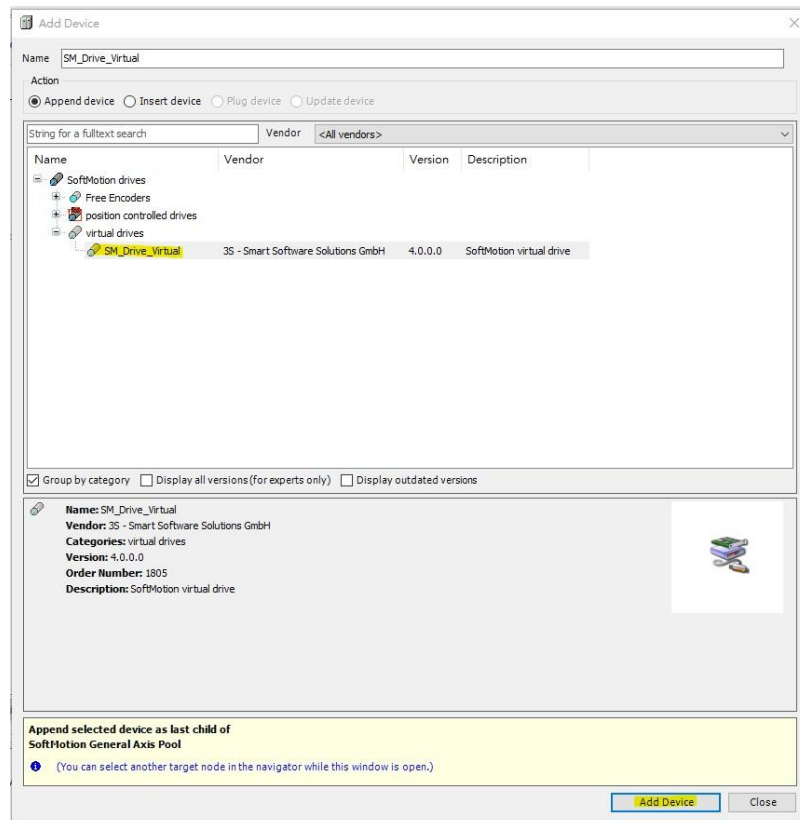 Add Device
Name SM_Drive_Virtual
Action
Append device Insert device Plug device Update device
String for a fulltext search Vendor <All vendors>
Name Vendor Version Description
SoftMotion drives
Free Encoders
position controlled drives
virtual drives
SM_Drive_Virtual 3S - Smart Software Solutions GmbH 4.0.0.0 SoftMotion virtual drive
Group by category Display all versions (for experts only) Display outdated versions
Name: SM_Drive_Virtual
Vendor: 3S - Smart Software Solutions GmbH
Categories: virtual drives
Version: 4.0.0.0
Order Number: 1805
Description: SoftMotion virtual drive
Append selected device as last child of
SoftMotion General Axis Pool
(You can select another target node in the navigator while this window is open.)
Add Device Close